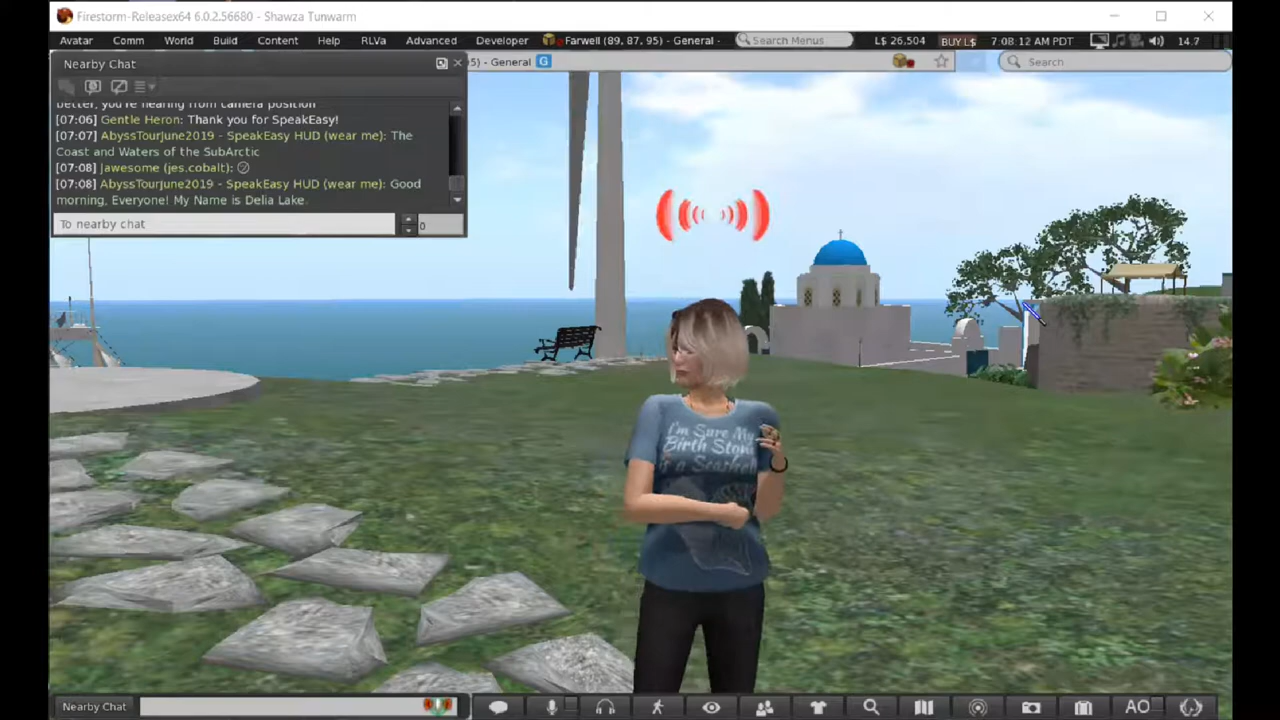 Firestorm-Releasex64 6.0.2.56680 - Shawza Tunwarm
Avatar Comm World Build Content Help RLVa Advanced Developer Farwell (89, 87, 95) - General - Search Menus L$ 26,504 BUY L$ 7:08:12 AM PDT 14.7
Nearby Chat
5) - General G
Search
better, you're hearing from camera position
[07:06] Gentle Heron: Thank you for SpeakEasy!
[07:07] AbyssTourJune2019 - SpeakEasy HUD (wear me): The
Coast and Waters of the SubArctic
[07:08] Jawesome (jes.cobalt):
[07:08] AbyssTourJune2019 - SpeakEasy HUD (wear me): Good
morning, Everyone! My Name is Delia Lake.
To nearby chat
0
I'm Sure My
Birth Stone
is a Seashell
Nearby Chat
AO